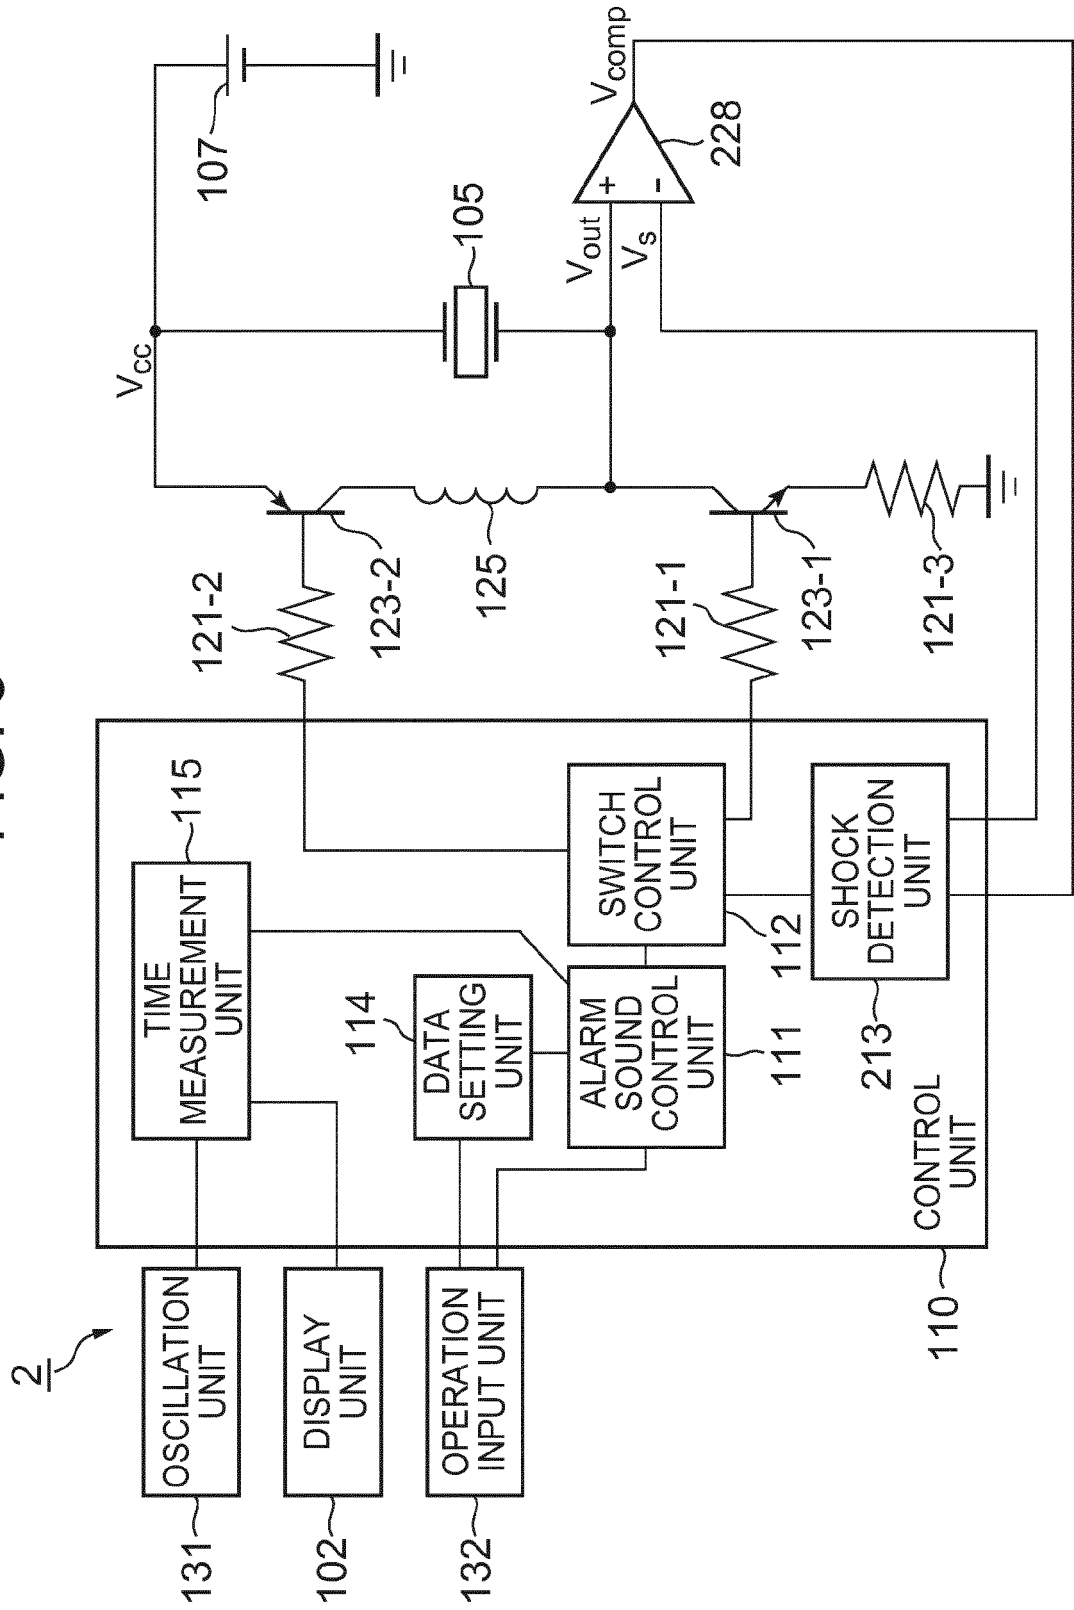 2
OSCILLATION
UNIT
131
DISPLAY
UNIT
102
OPERATION
INPUT UNIT
132
TIME
MEASUREMENT
UNIT
115
DATA
SETTING
UNIT
114
ALARM
SOUND
CONTROL
UNIT
111
SWITCH
CONTROL
UNIT
112
SHOCK
DETECTION
UNIT
213
CONTROL
UNIT
110
121-2
123-2
125
121-1
123-1
121-3
Vcc
107
105
Vout
Vs
+
-
Vcomp
228